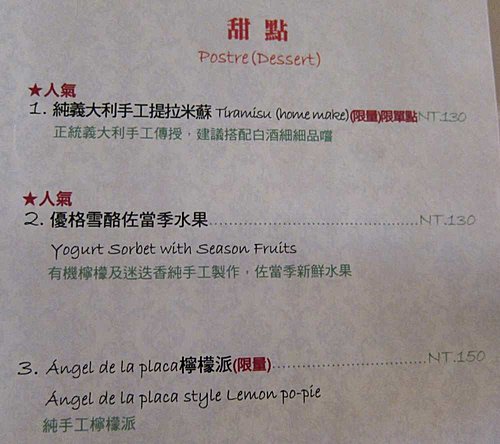 甜 點
Postre (Dessert)
★人氣
1. 純義大利手工提拉米蘇 Tiramisu (home make)(限量)限單點NT.130
正統義大利手工傳授，建議搭配白酒細細品嚐
★人氣
2. 優格雪酪佐當季水果........................................NT.130
Yogurt Sorbet with Season Fruits
有機檸檬及迷迭香純手工製作，佐當季新鮮水果
3. Ángel de la placa檸檬派(限量)..............................NT.150
Ángel de la placa style Lemon po-pie
純手工檸檬派